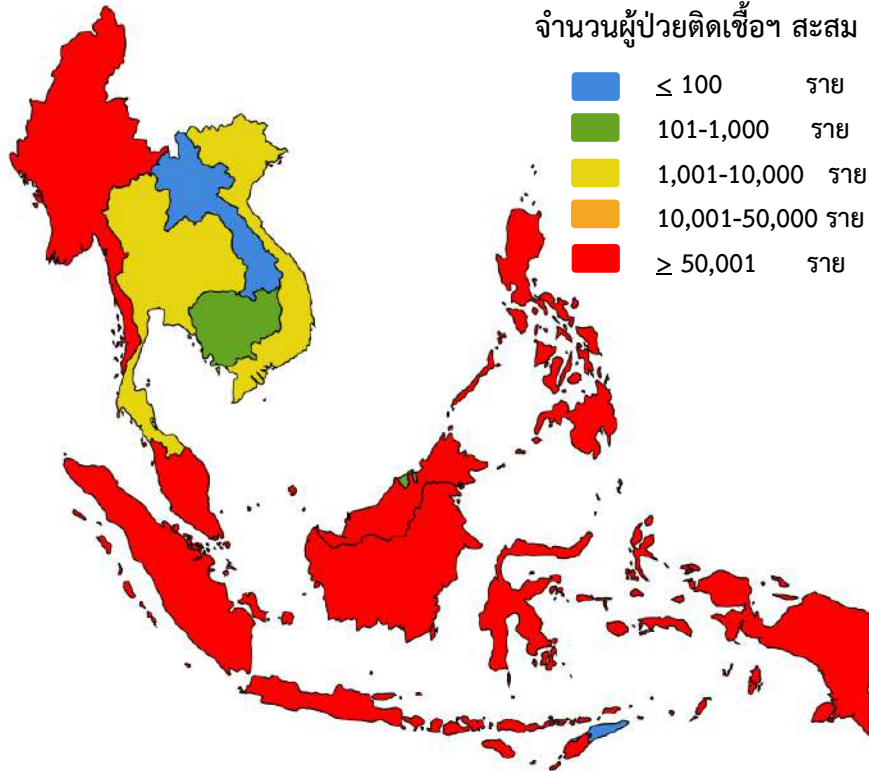 จำนวนผู้ป่วยติดเชื้อฯ สะสม
≤ 100 ราย
101-1,000 ราย
1,001-10,000 ราย
10,001-50,000 ราย
≥ 50,001 ราย